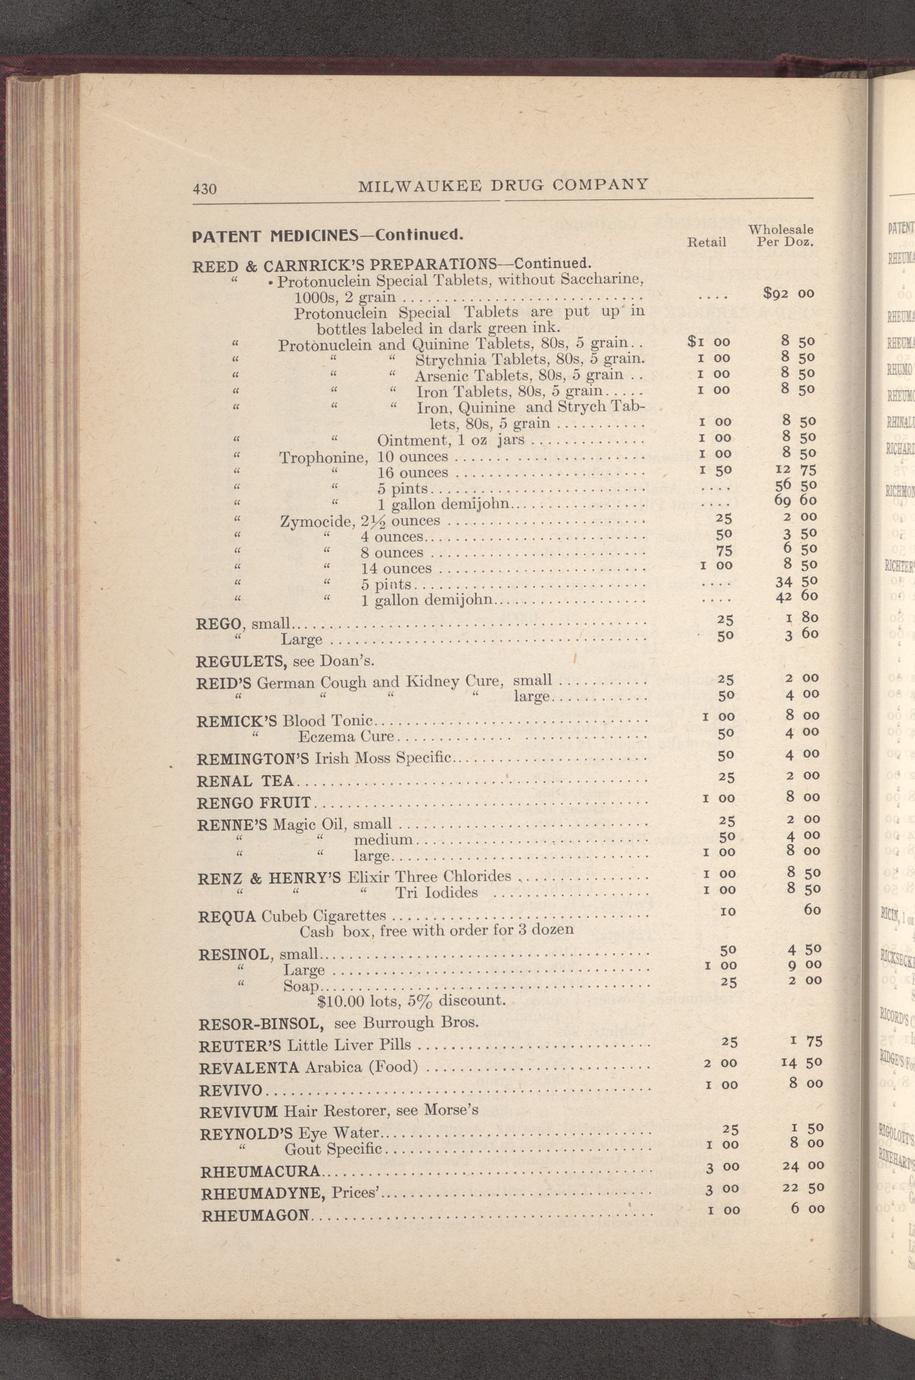 430 MILWAUKEE DRUG COMPANY
PATENT MEDICINES—Continued. Retail Wholesale Per Doz.
REED & CARNRICK'S PREPARATIONS—Continued.
“ Protonuclein Special Tablets, without Saccharine,
1000s, 2 grain .... $92 00
Protonuclein Special Tablets are put up in
bottles labeled in dark green ink.
“ Protonuclein and Quinine Tablets, 80s, 5 grain.. $1 00 8 50
“ “ “ Strychnia Tablets, 80s, 5 grain. 1 00 8 50
“ “ “ Arsenic Tablets, 80s, 5 grain .. 1 00 8 50
“ “ “ Iron Tablets, 80s, 5 grain..... 1 00 8 50
“ “ “ Iron, Quinine and Strych Tab-
lets, 80s, 5 grain ........... 1 00 8 50
“ “ Ointment, 1 oz jars .............. 1 00 8 50
“ Trophonine, 10 ounces ...................... 1 00 8 50
“ “ 16 ounces ...................... 1 50 12 75
“ “ 5 pints......................... .... 56 50
“ “ 1 gallon demijohn................ .... 69 60
“ Zymocide, 2½ ounces ....................... 25 2 00
“ “ 4 ounces.......................... 50 3 50
“ “ 8 ounces ......................... 75 6 50
“ “ 14 ounces ........................ 1 00 8 50
“ “ 5 pints........................... .... 34 50
“ “ 1 gallon demijohn.................. .... 42 60
REGO, small......................................... 25 1 80
“ Large .................................... 50 3 60
REGULETS, see Doan's.
REID'S German Cough and Kidney Cure, small ........... 25 2 00
“ “ “ “ large............ 50 4 00
REMICK'S Blood Tonic................................ 1 00 8 00
“ Eczema Cure............................. 50 4 00
REMINGTON'S Irish Moss Specific....................... 50 4 00
RENAL TEA......................................... 25 2 00
RENGO FRUIT....................................... 1 00 8 00
RENNE'S Magic Oil, small ............................. 25 2 00
“ “ medium........................... 50 4 00
“ “ large............................. 1 00 8 00
RENZ & HENRY'S Elixir Three Chlorides ................ 1 00 8 50
“ “ “ Tri Iodides .................. 1 00 8 50
REQUA Cubeb Cigarettes .............................. 10 60
Cash box, free with order for 3 dozen
RESINOL, small...................................... 50 4 50
“ Large .................................... 1 00 9 00
“ Soap...................................... 25 2 00
$10.00 lots, 5% discount.
RESOR-BINSOL, see Burrough Bros.
REUTER'S Little Liver Pills ........................... 25 1 75
REVALENTA Arabica (Food) .......................... 2 00 14 50
REVIVO............................................. 1 00 8 00
REVIVUM Hair Restorer, see Morse's
REYNOLD'S Eye Water............................... 25 1 50
“ Gout Specific.............................. 1 00 8 00
RHEUMACURA...................................... 3 00 24 00
RHEUMADYNE, Prices'............................... 3 00 22 50
RHEUMAGON....................................... 1 00 6 00